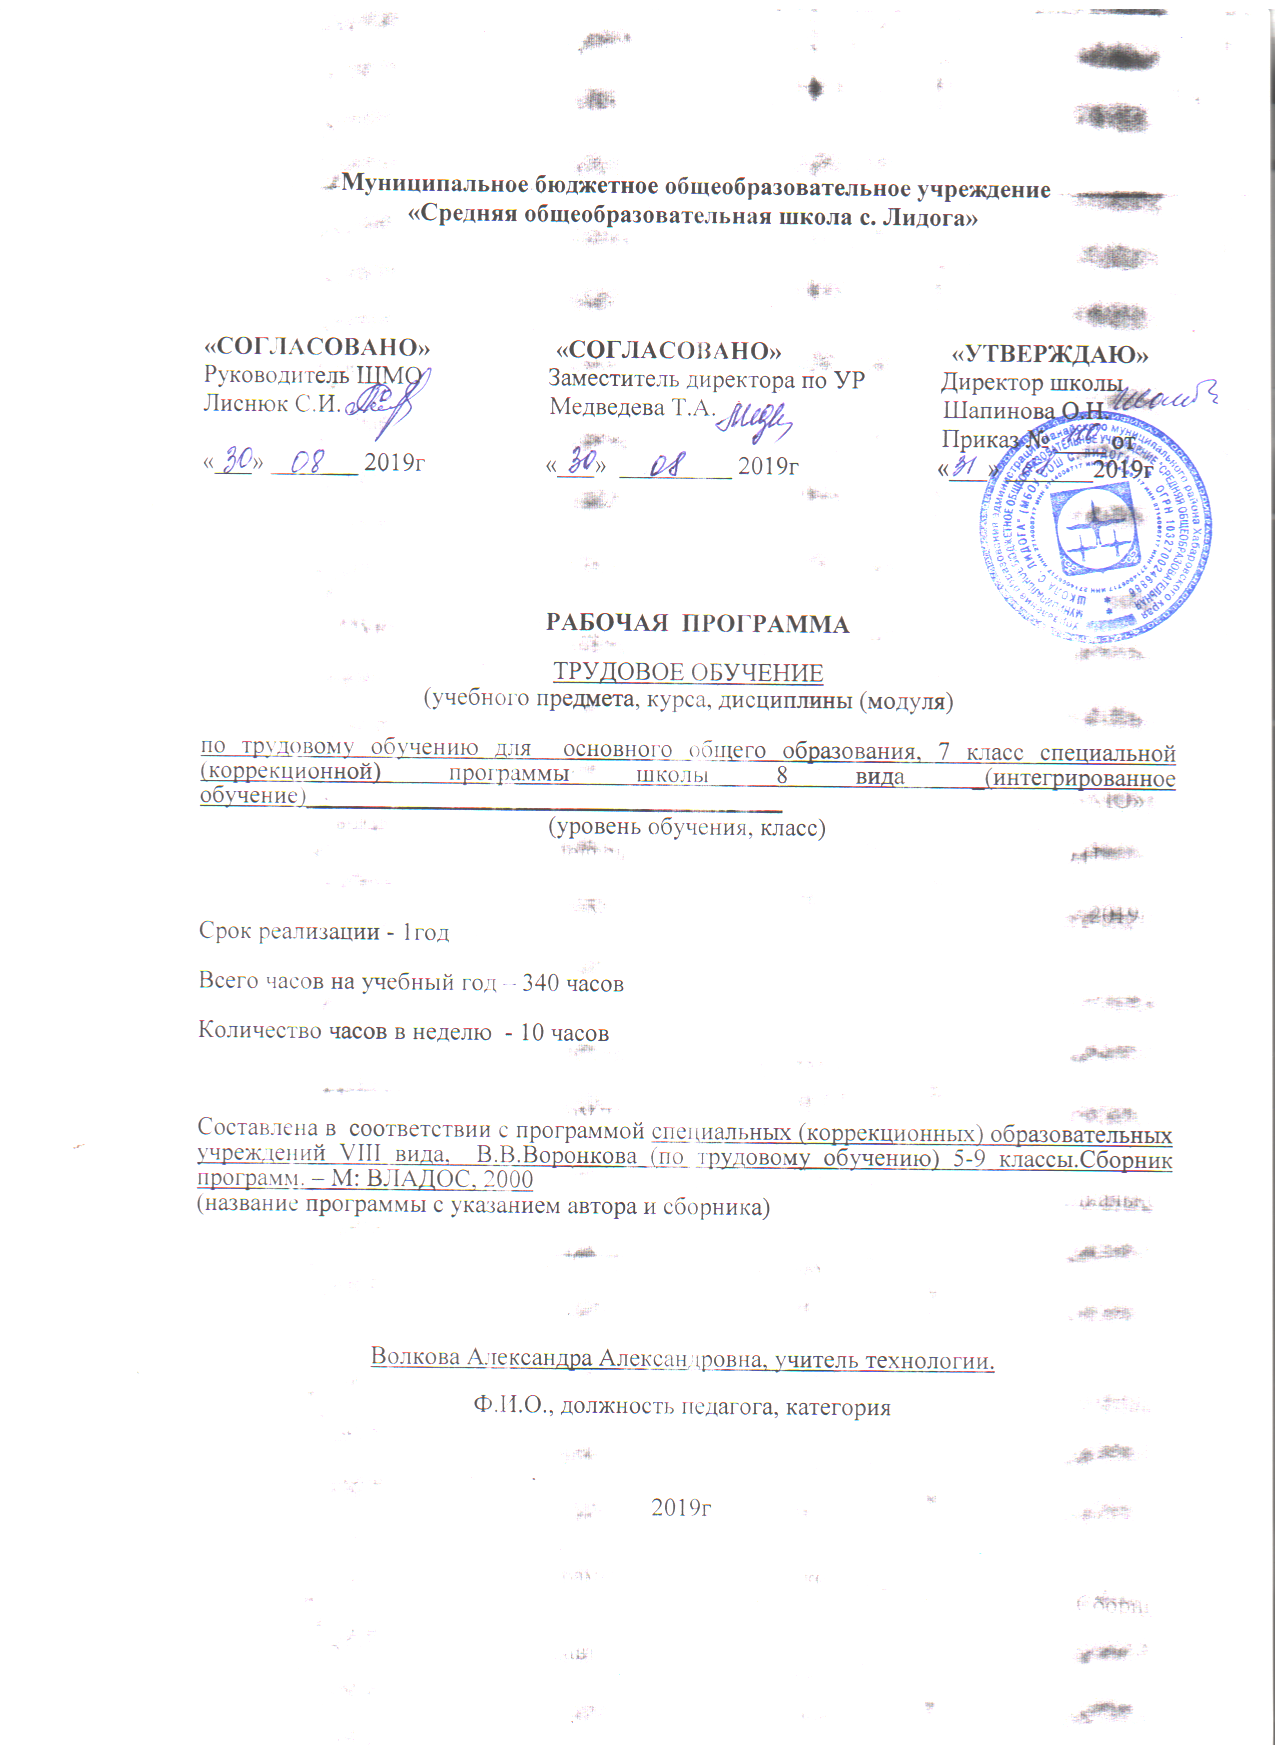 Муниципальное бюджетное общеобразовательное учреждение
«Средняя общеобразовательная школа с. Лидога»
«СОГЛАСОВАНО»
Руководитель ШМО
Лиснюк С.И.
«30» 08 2019г
«СОГЛАСОВАНО»
Заместитель директора по УР
Медведева Т.А.
«30» 08 2019г
«УТВЕРЖДАЮ»
Директор школы
Шапинова О.Н.
Приказ № от
«31» 2019г
РАБОЧАЯ ПРОГРАММА
ТРУДОВОЕ ОБУЧЕНИЕ
(учебного предмета, курса, дисциплины (модуля)
по трудовому обучению для основного общего образования, 7 класс специальной
(коррекционной) программы школы 8 вида (интегрированное
обучение)
(уровень обучения, класс)
Срок реализации - 1год
Всего часов на учебный год – 340 часов
Количество часов в неделю - 10 часов
Составлена в соответствии с программой специальных (коррекционных) образовательных
учреждений VIII вида, В.В.Воронкова (по трудовому обучению) 5-9 классы.Сборник
программ. – М: ВЛАДОС, 2000
(название программы с указанием автора и сборника)
Волкова Александра Александровна, учитель технологии.
Ф.И.О., должность педагога, категория
2019г